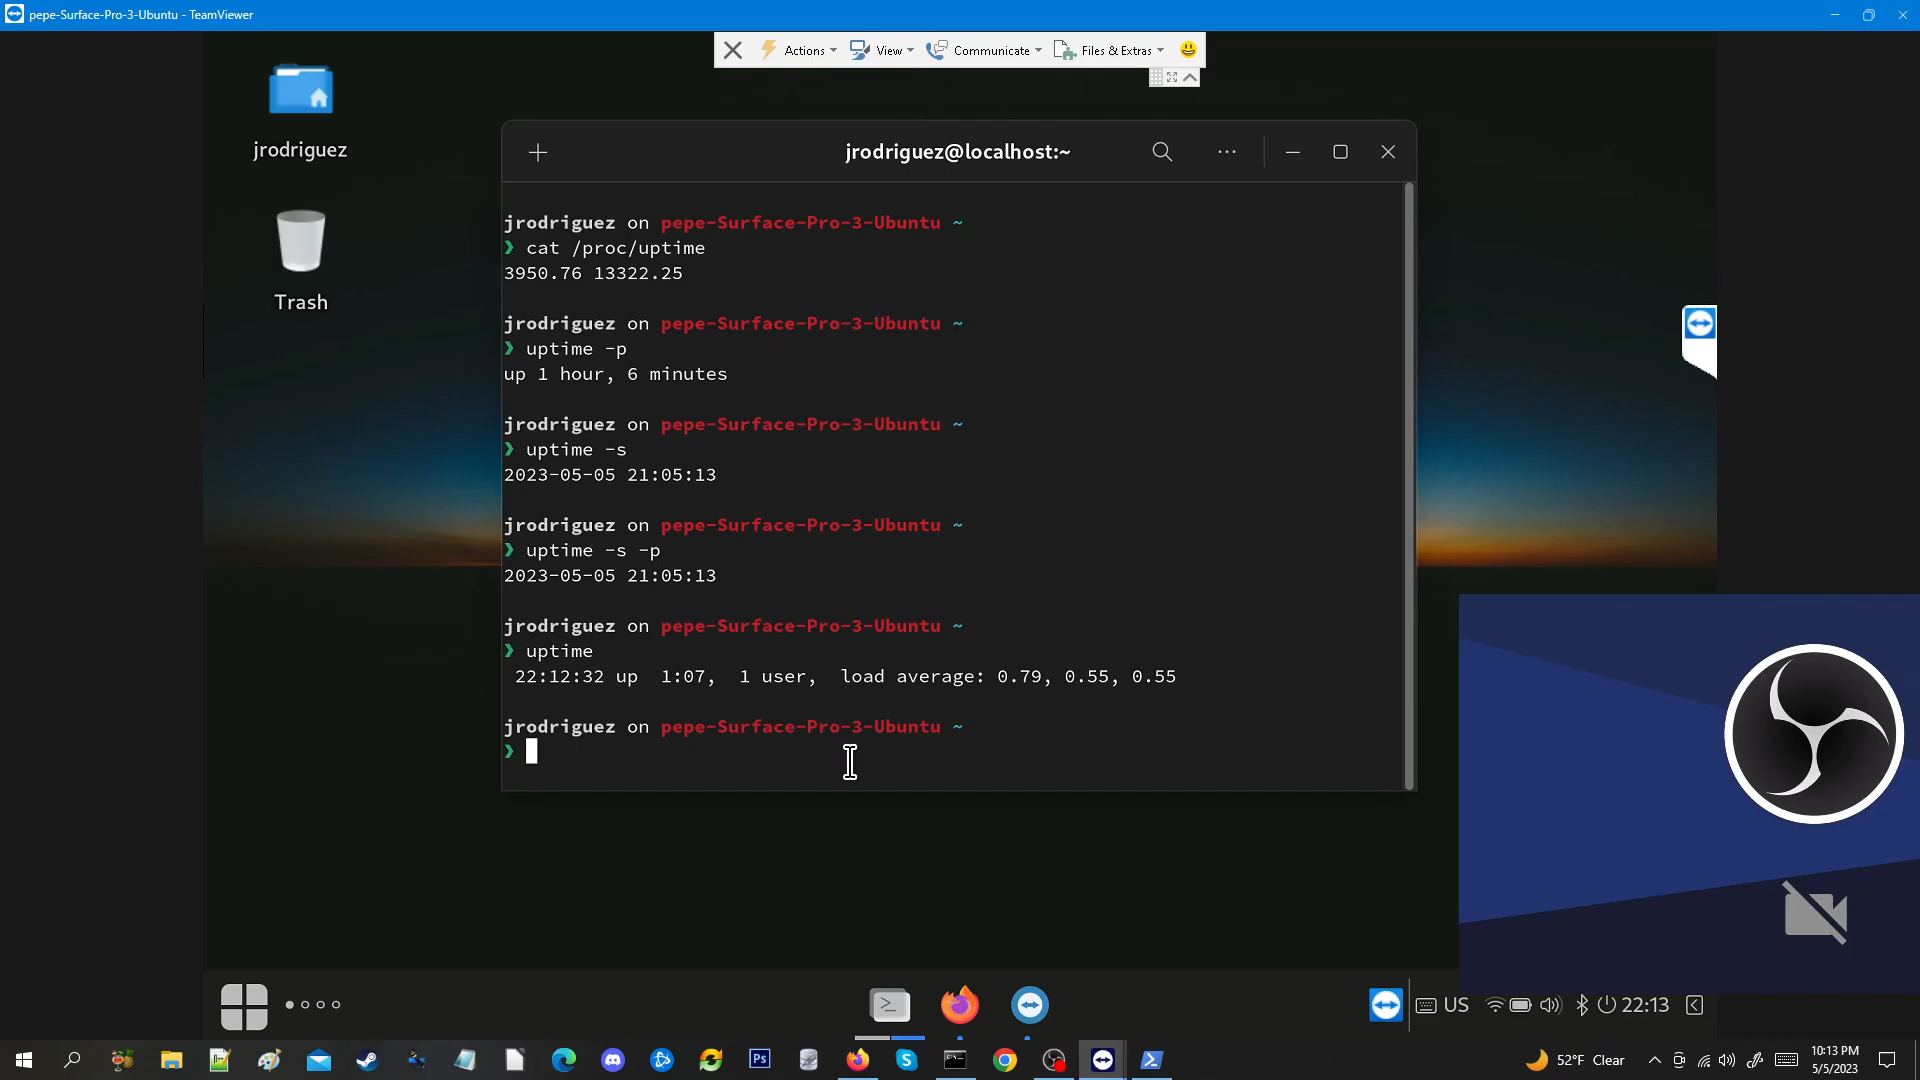 pepe-Surface-Pro-3-Ubuntu - TeamViewer
Actions
View
Communicate
Files & Extras
jrodriguez
Trash
jrodriguez@localhost:~
jrodriguez on pepe-Surface-Pro-3-Ubuntu ~
❯ cat /proc/uptime
3950.76 13322.25
jrodriguez on pepe-Surface-Pro-3-Ubuntu ~
❯ uptime -p
up 1 hour, 6 minutes
jrodriguez on pepe-Surface-Pro-3-Ubuntu ~
❯ uptime -s
2023-05-05 21:05:13
jrodriguez on pepe-Surface-Pro-3-Ubuntu ~
❯ uptime -s -p
2023-05-05 21:05:13
jrodriguez on pepe-Surface-Pro-3-Ubuntu ~
❯ uptime
22:12:32 up  1:07,  1 user,  load average: 0.79, 0.55, 0.55
jrodriguez on pepe-Surface-Pro-3-Ubuntu ~
❯
US
22:13
Ps
52°F Clear
10:13 PM
5/5/2023